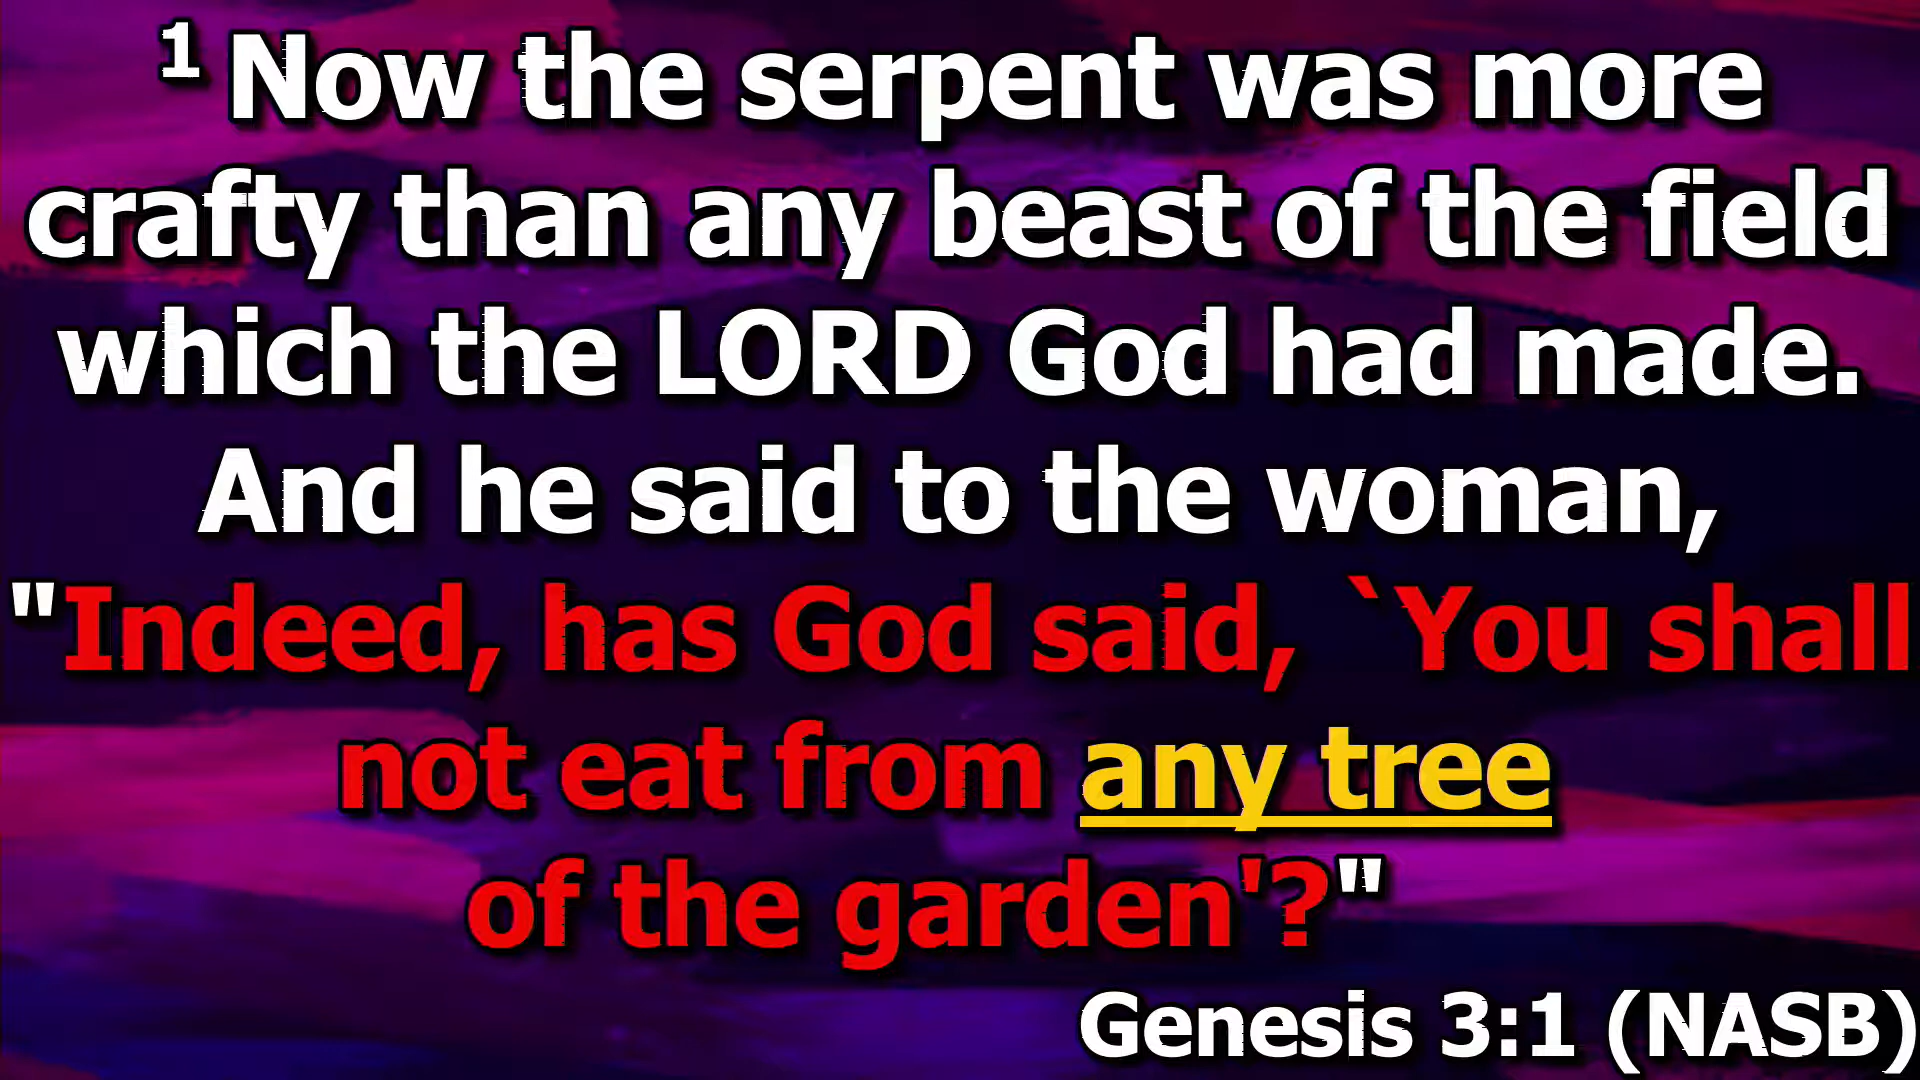 1 Now the serpent was more
crafty than any beast of the field
which the LORD God had made.
And he said to the woman,
"Indeed, has God said, `You shall
not eat from any tree
of the garden'?"
Genesis 3:1 (NASB)